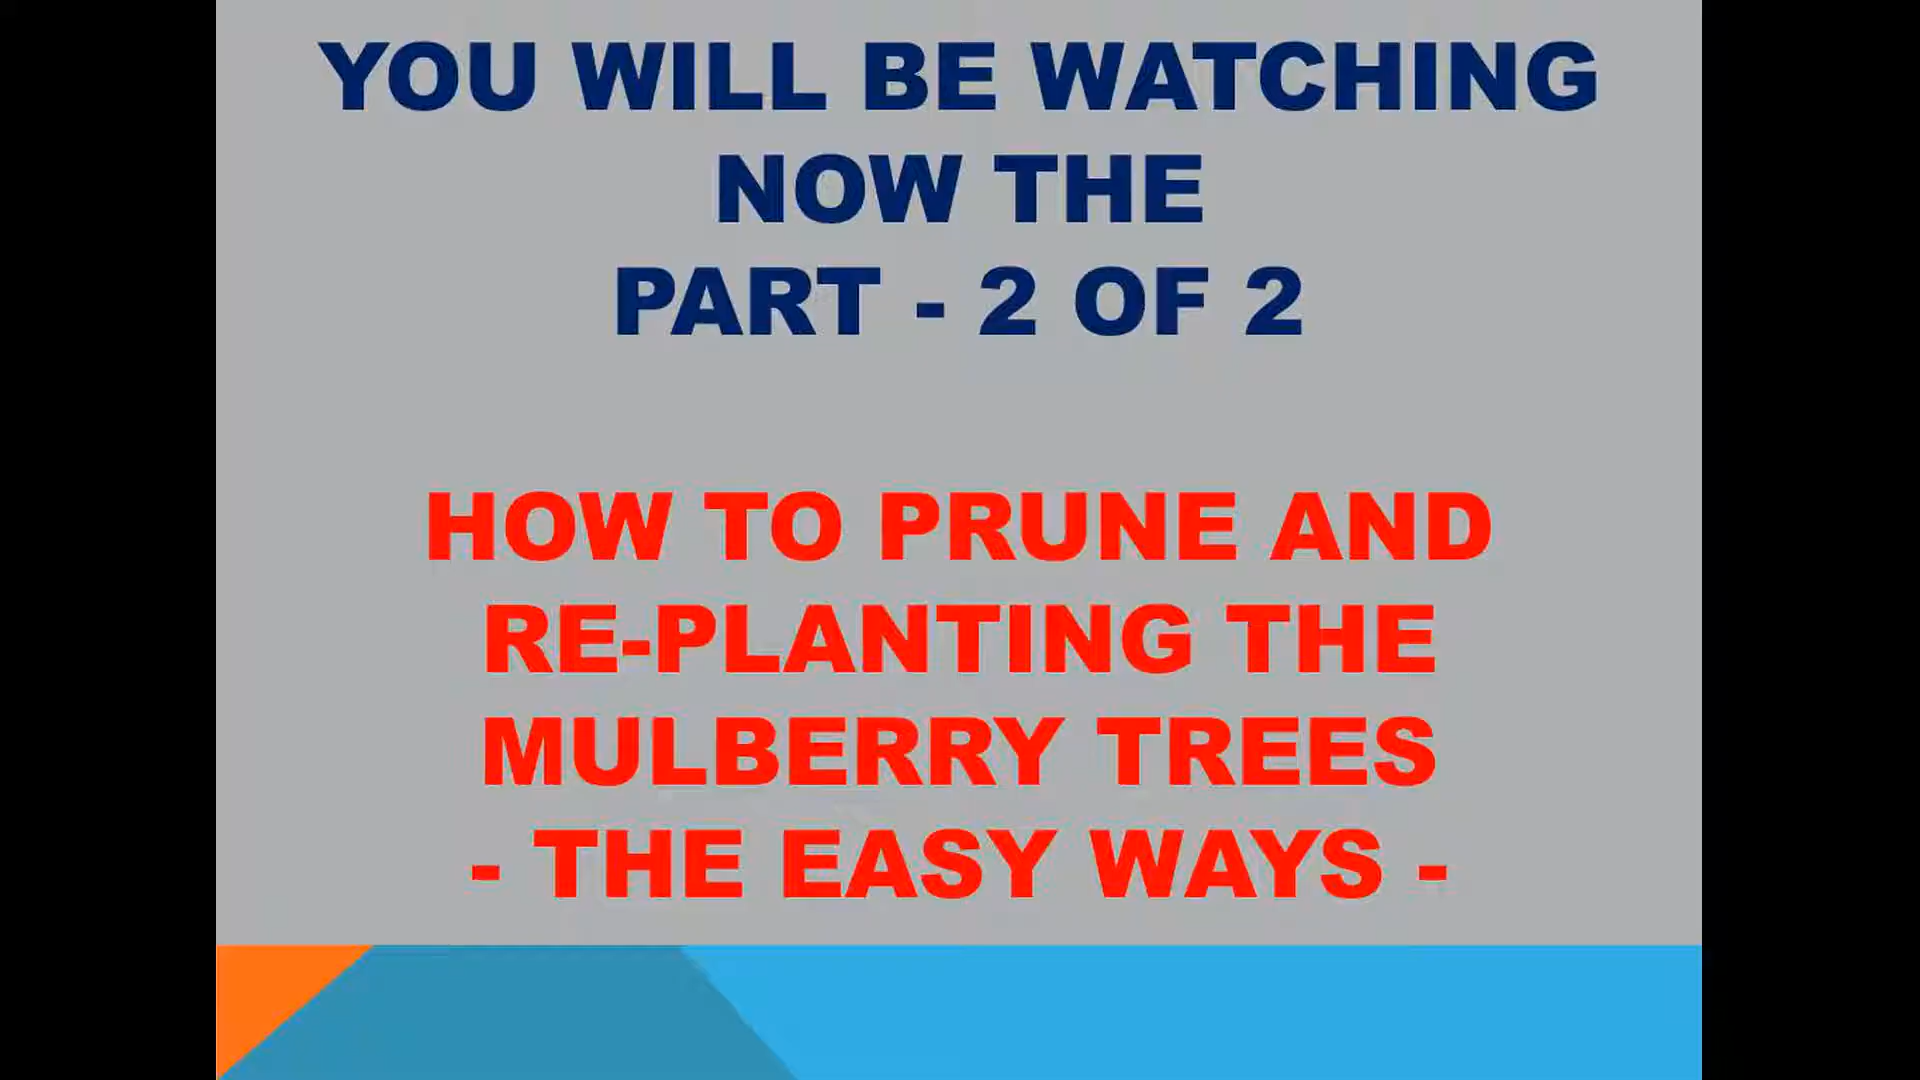 YOU WILL BE WATCHING
NOW THE
PART - 2 OF 2
HOW TO PRUNE AND
RE-PLANTING THE
MULBERRY TREES
- THE EASY WAYS -